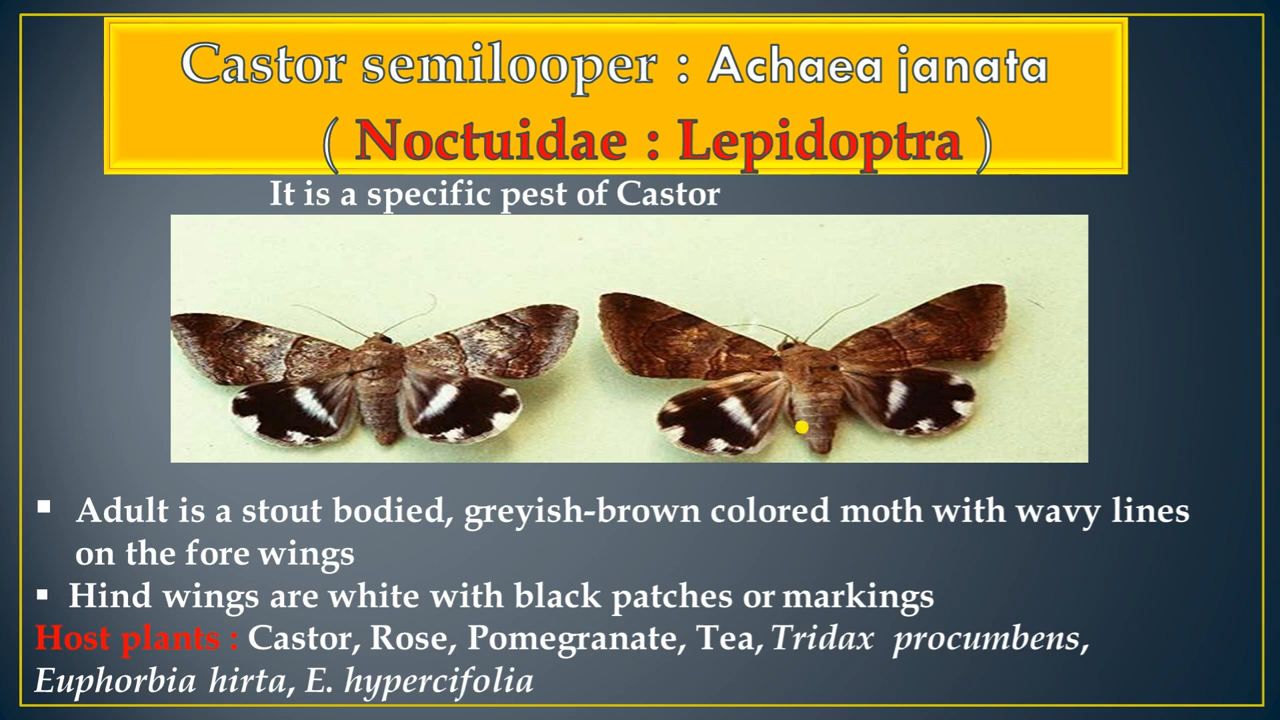 Castor semilooper : Achaea janata
( Noctuidae : Lepidoptra )
It is a specific pest of Castor
▪ Adult is a stout bodied, greyish-brown colored moth with wavy lines
on the fore wings
▪ Hind wings are white with black patches or markings
Host plants : Castor, Rose, Pomegranate, Tea, Tridax procumbens,
Euphorbia hirta, E. hypercifolia